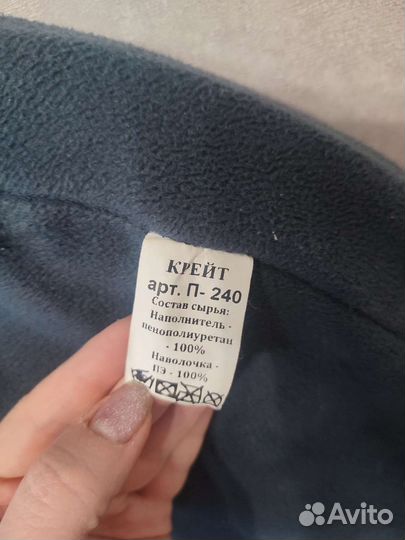 КРЕЙТ
арт. П- 240
Состав сырья:
Наполнитель -
пенополиуретан
- 100%
Наволочка -
ПЭ - 100%
Avito